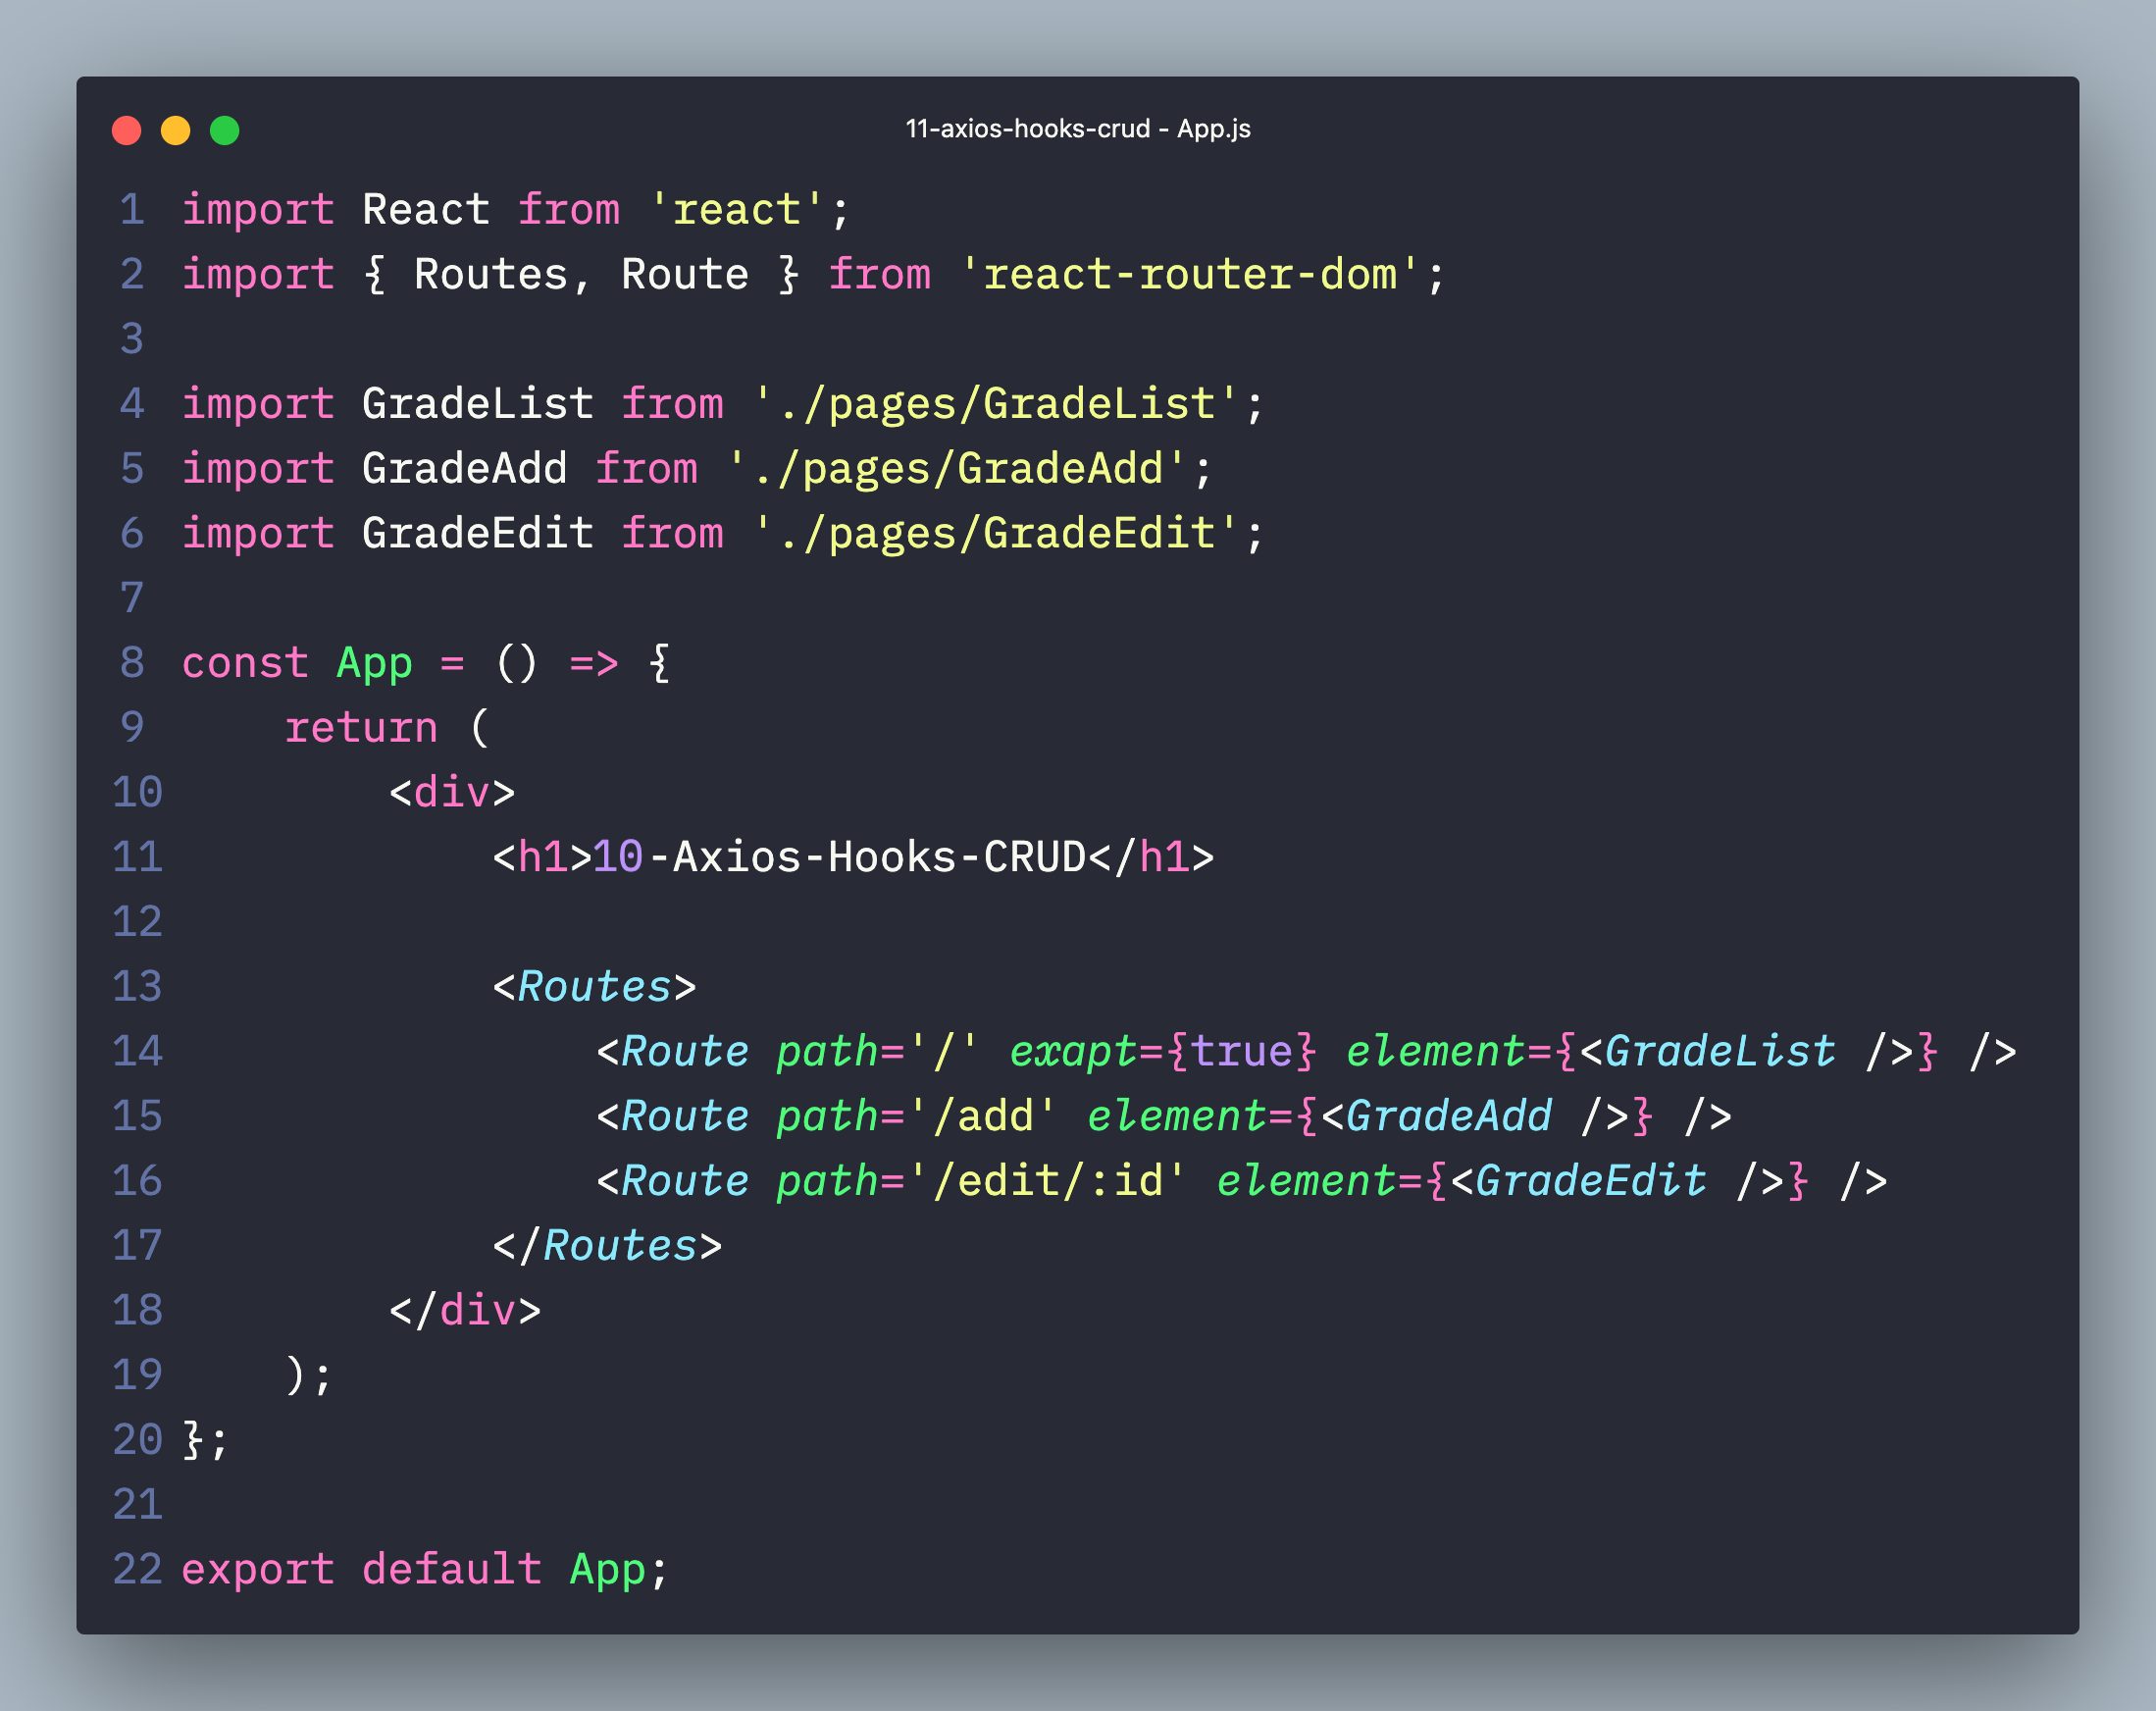 11-axios-hooks-crud - App.js
1 import React from 'react';
2 import { Routes, Route } from 'react-router-dom';
3
4 import GradeList from './pages/GradeList';
5 import GradeAdd from './pages/GradeAdd';
6 import GradeEdit from './pages/GradeEdit';
7
8 const App = () => {
9     return (
10         <div>
11             <h1>10-Axios-Hooks-CRUD</h1>
12
13             <Routes>
14                 <Route path='/' exapt={true} element={<GradeList />} />
15                 <Route path='/add' element={<GradeAdd />} />
16                 <Route path='/edit/:id' element={<GradeEdit />} />
17             </Routes>
18         </div>
19     );
20 };
21
22 export default App;